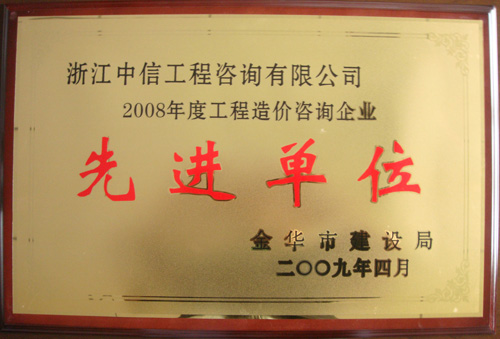 浙江中信工程咨询有限公司
2008年度工程造价咨询企业
先进单位
金华市建设局
二〇〇九年四月